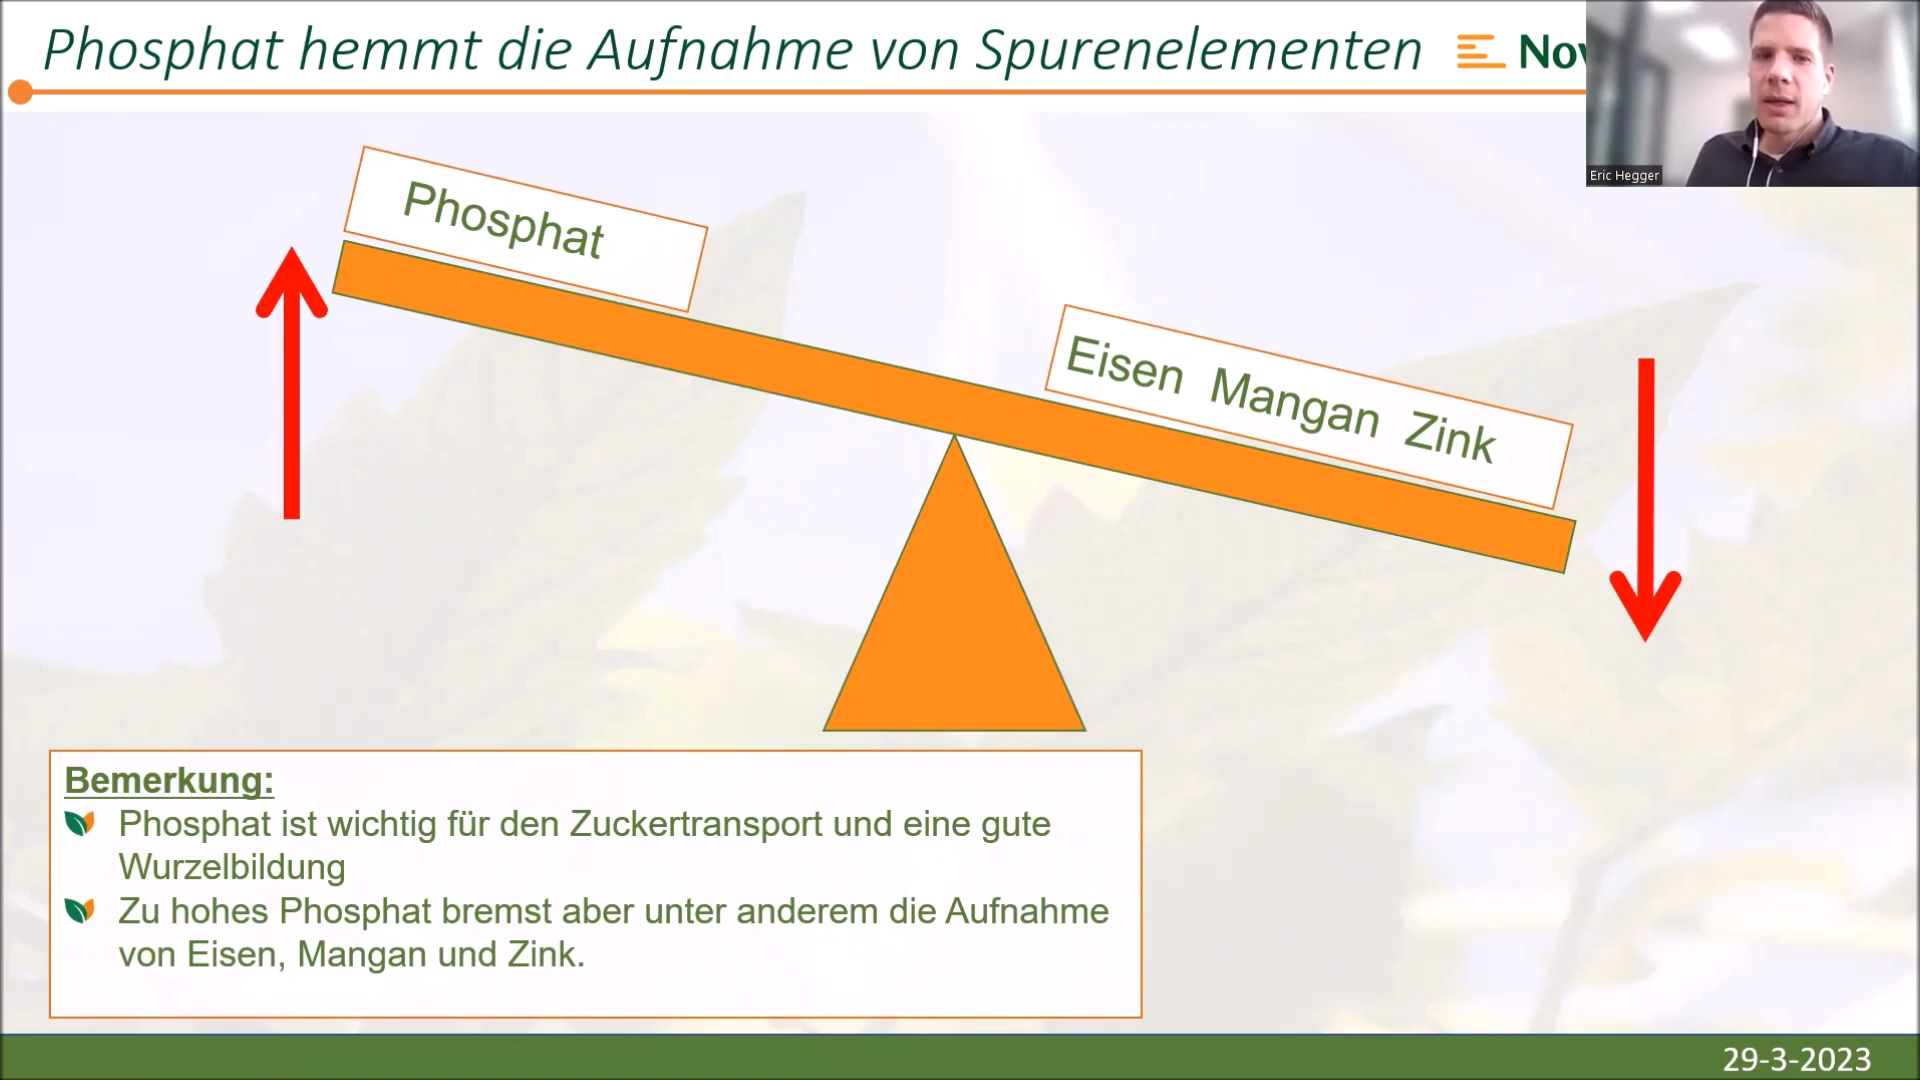 Phosphat hemmt die Aufnahme von Spurenelementen
Eric Hegger
Phosphat
Eisen Mangan Zink
Bemerkung:
Phosphat ist wichtig für den Zuckertransport und eine gute
Wurzelbildung
Zu hohes Phosphat bremst aber unter anderem die Aufnahme
von Eisen, Mangan und Zink.
29-3-2023